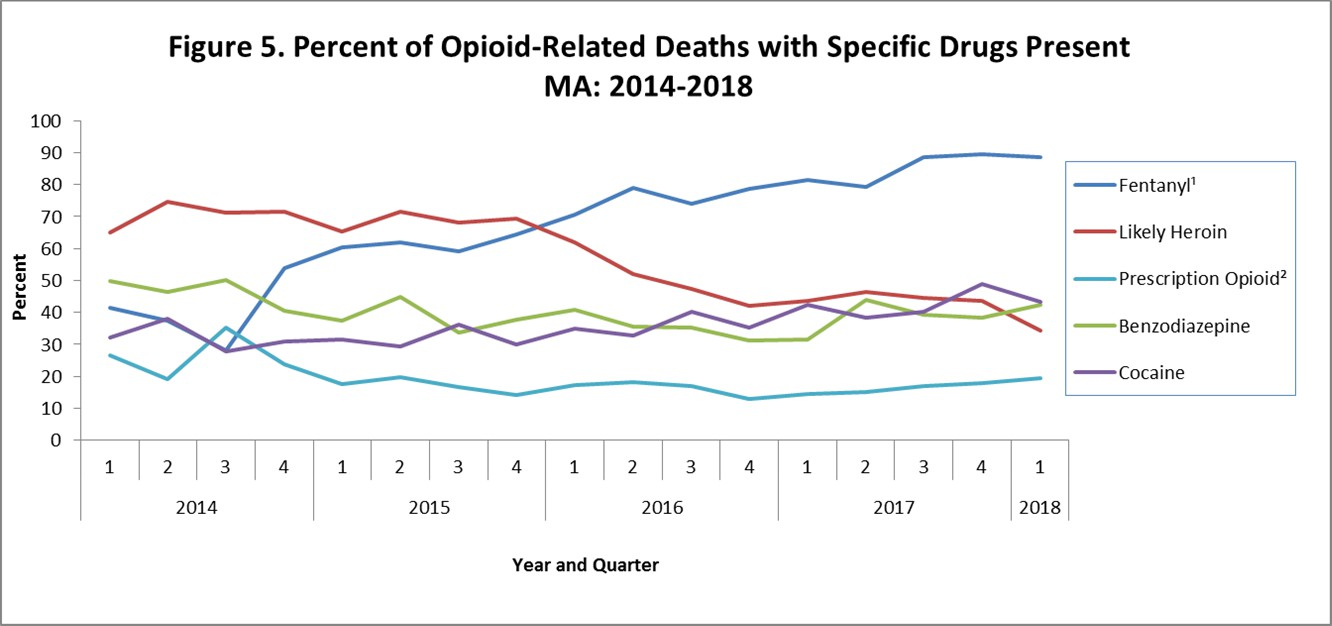 Figure 5. Percent of Opioid-Related Deaths with Specific Drugs Present
MA: 2014-2018
100
90
80
70
60
50
40
30
20
10
0
Percent
Fentanyl¹
Likely Heroin
Prescription Opioid²
Benzodiazepine
Cocaine
1 2 3 4 1 2 3 4 1 2 3 4 1 2 3 4 1
2014 2015 2016 2017 2018
Year and Quarter